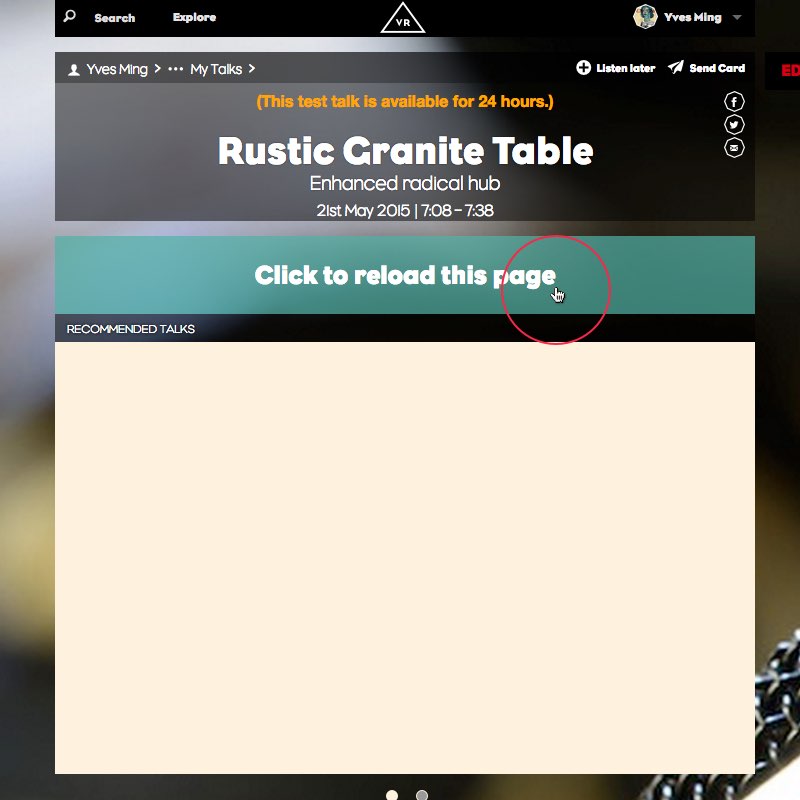 Search
Explore
VR
Yves Ming
Yves Ming > ••• My Talks >
Listen later
Send Card
ED
(This test talk is available for 24 hours.)
Rustic Granite Table
Enhanced radical hub
21st May 2015 | 7:08 – 7:38
Click to reload this page
RECOMMENDED TALKS